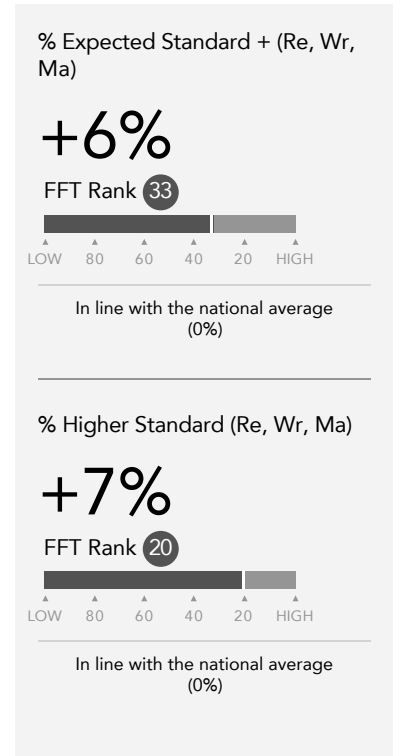 % Expected Standard + (Re, Wr,
Ma)
+6%
FFT Rank 33
LOW 80 60 40 20 HIGH
In line with the national average
(0%)
% Higher Standard (Re, Wr, Ma)
+7%
FFT Rank 20
LOW 80 60 40 20 HIGH
In line with the national average
(0%)